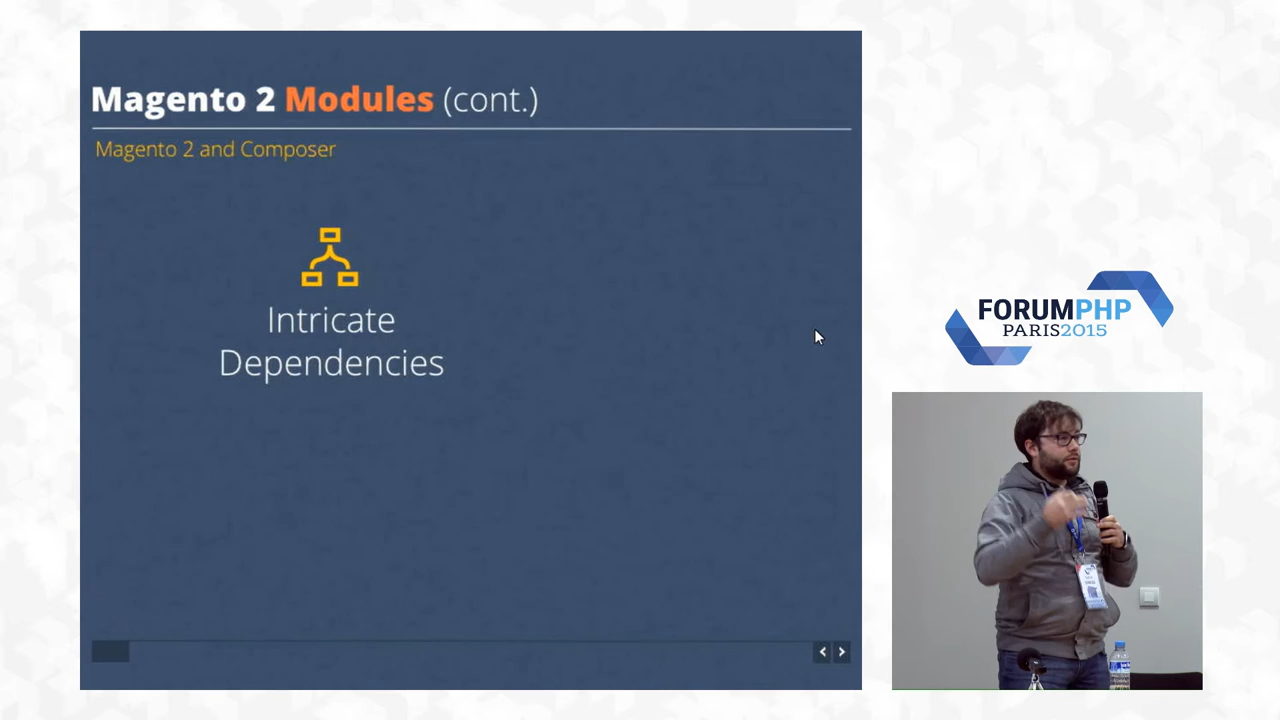 Magento 2 Modules (cont.)
Magento 2 and Composer
Intricate
Dependencies
FORUMPHP
PARIS2015